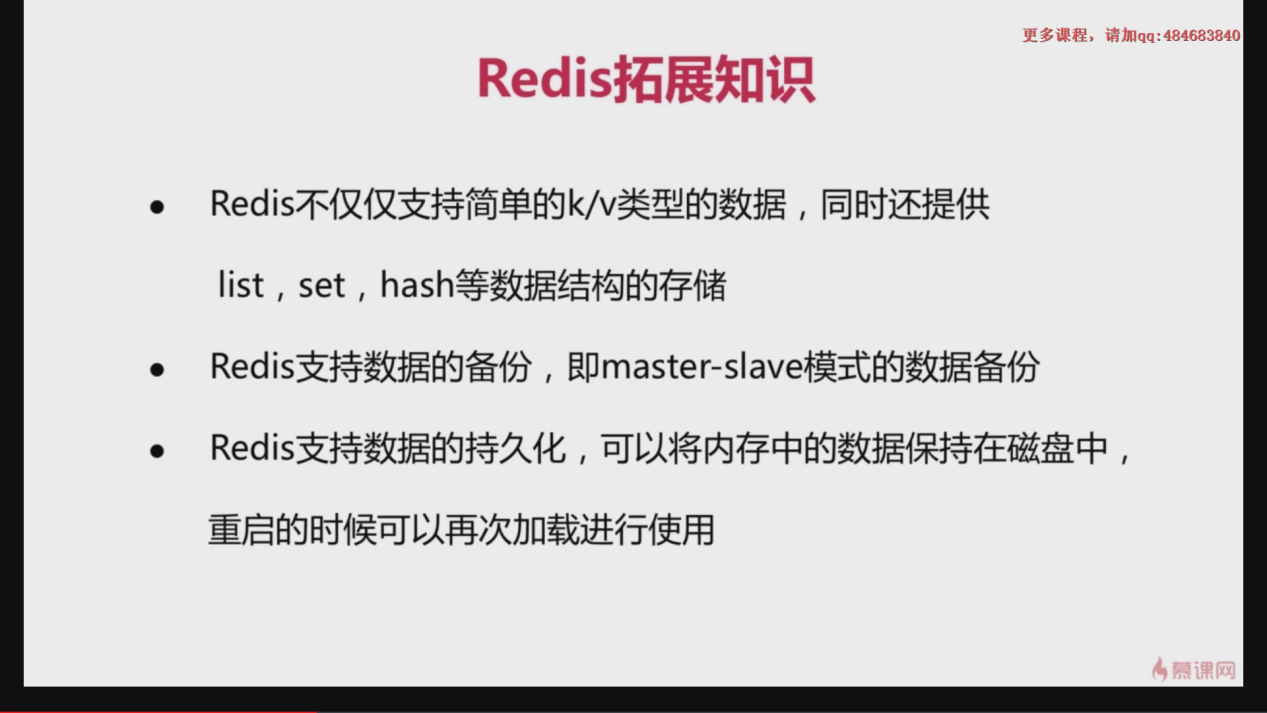 更多课程，请加qq:484683840
Redis拓展知识
● Redis不仅仅支持简单的k/v类型的数据，同时还提供
list，set，hash等数据结构的存储
● Redis支持数据的备份，即master-slave模式的数据备份
● Redis支持数据的持久化，可以将内存中的数据保持在磁盘中，
重启的时候可以再次加载进行使用
慕课网